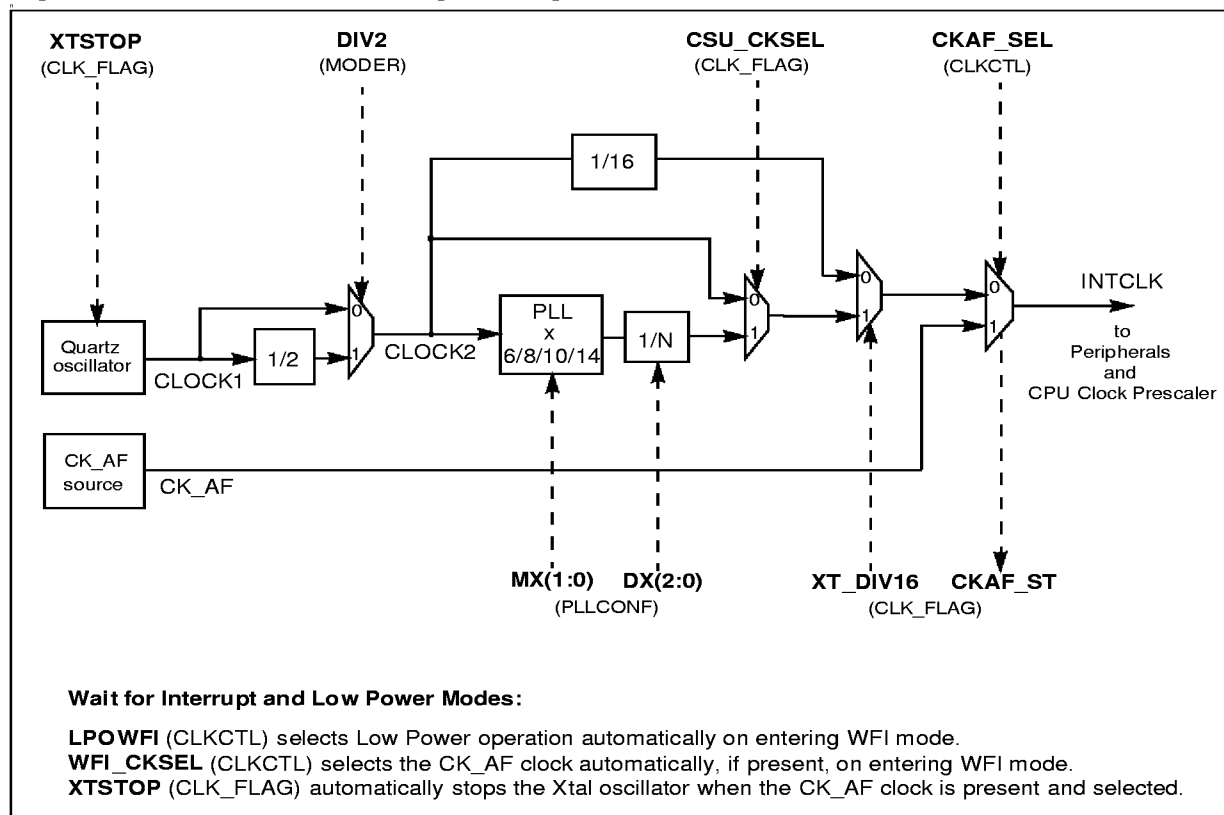 XTSTOP
(CLK_FLAG)
DIV2
(MODER)
CSU_CKSEL
(CLK_FLAG)
CKAF_SEL
(CLKCTL)
1/16
Quartz
oscillator
CLOCK1
1/2
0
1
CLOCK2
PLL
x
6/8/10/14
1/N
0
1
0
1
0
1
INTCLK
to
Peripherals
and
CPU Clock Prescaler
CK_AF
source
CK_AF
MX(1:0)
DX(2:0)
(PLLCONF)
XT_DIV16
CKAF_ST
(CLK_FLAG)
Wait for Interrupt and Low Power Modes:
LPOWFI (CLKCTL) selects Low Power operation automatically on entering WFI mode.
WFI_CKSEL (CLKCTL) selects the CK_AF clock automatically, if present, on entering WFI mode.
XTSTOP (CLK_FLAG) automatically stops the Xtal oscillator when the CK_AF clock is present and selected.